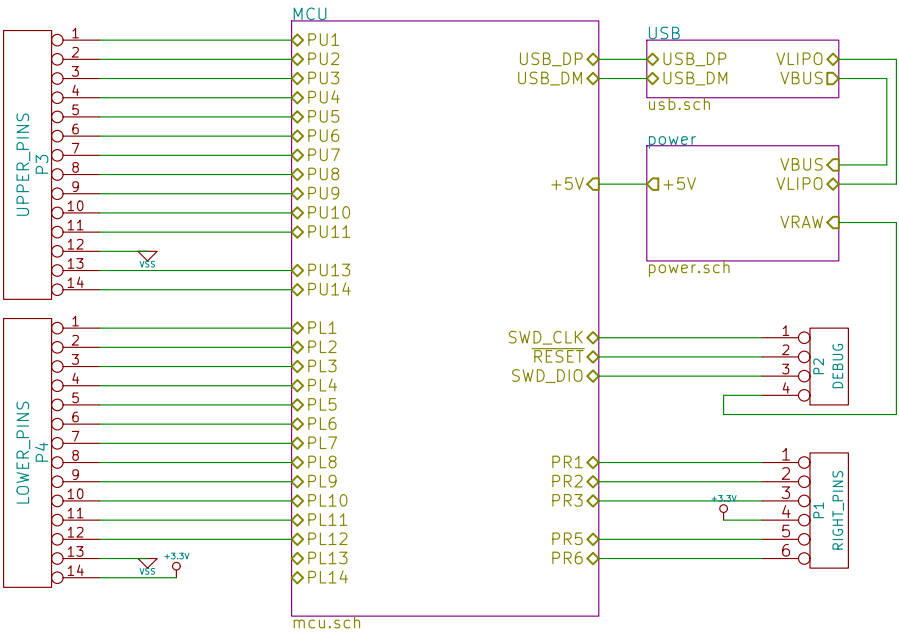 MCU
UPPER_PINS
P3
1 PU1
2 PU2
3 PU3
4 PU4
5 PU5
6 PU6
7 PU7
8 PU8
9 PU9
10 PU10
11 PU11
12
VSS
13 PU13
14 PU14
LOWER_PINS
P4
1 PL1
2 PL2
3 PL3
4 PL4
5 PL5
6 PL6
7 PL7
8 PL8
9 PL9
10 PL10
11 PL11
12 PL12
13 PL13
VSS
+3.3V
14 PL14
mcu.sch
USB_DP
USB_DM
+5V
SWD_CLK
RESET
SWD_DIO
PR1
PR2
PR3
PR5
PR6
USB
USB_DP VLIPO
USB_DM VBUS
usb.sch
power
VBUS
+5V VLIPO
VRAW
power.sch
1
2
3
4
P2
DEBUG
1
2
3
+3.3V
4
5
6
P1
RIGHT_PINS